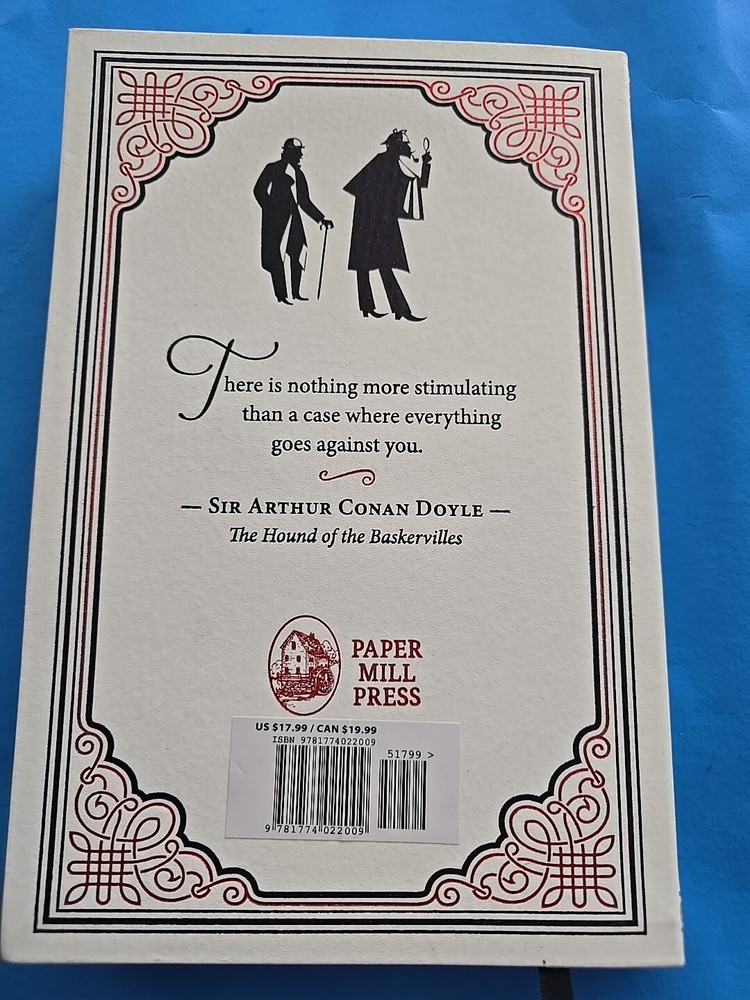 There is nothing more stimulating
than a case where everything
goes against you.
— SIR ARTHUR CONAN DOYLE —
The Hound of the Baskervilles
PAPER
MILL
PRESS
US $17.99 / CAN $19.99
ISBN 9781774022009
51799 >
9 781774 022009